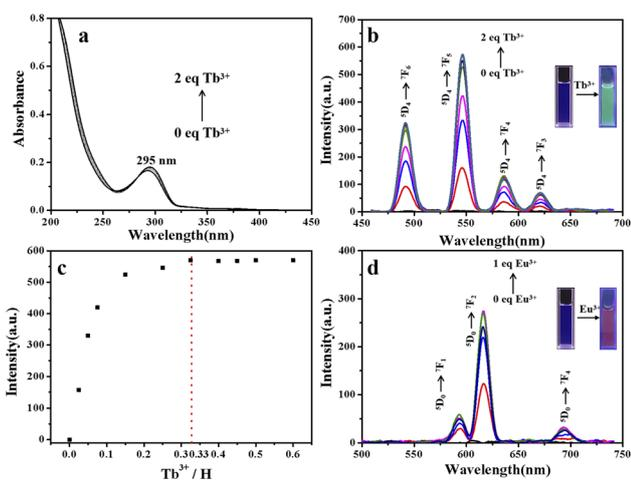 a
2 eq Tb³⁺
0 eq Tb³⁺
295 nm
Absorbance
0.8
0.6
0.4
0.2
0.0
200 250 300 350 400 450
Wavelength(nm)
b
2 eq Tb³⁺
0 eq Tb³⁺
⁵D₄ → ⁷F₆
⁵D₄ → ⁷F₅
⁵D₄ → ⁷F₄
⁵D₄ → ⁷F₃
Tb³⁺
Intensity(a.u.)
700
600
500
400
300
200
100
0
450 500 550 600 650 700
Wavelength(nm)
c
Intensity(a.u.)
600
500
400
300
200
100
0
0.0 0.1 0.2 0.3 0.33 0.4 0.5 0.6
Tb³⁺ / H
d
1 eq Eu³⁺
0 eq Eu³⁺
⁵D₀ → ⁷F₁
⁵D₀ → ⁷F₂
⁵D₀ → ⁷F₄
Eu³⁺
Intensity(a.u.)
400
300
200
100
0
500 550 600 650 700 750
Wavelength(nm)